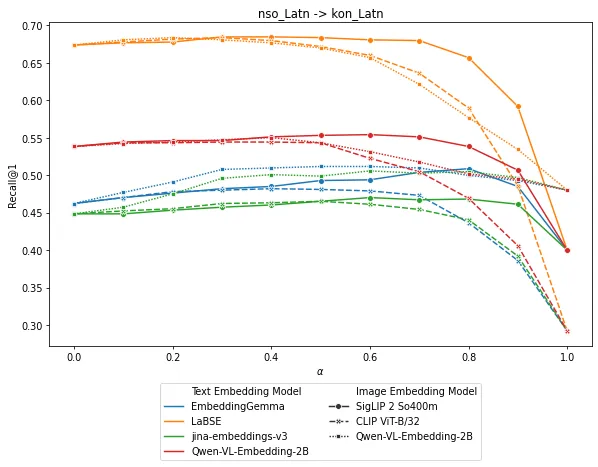 nso_Latn -> kon_Latn
0.70
0.65
0.60
0.55
0.50
0.45
0.40
0.35
0.30
Recall@1
0.0 0.2 0.4 0.6 0.8 1.0
α
Text Embedding Model Image Embedding Model
EmbeddingGemma SigLIP 2 So400m
LaBSE CLIP ViT-B/32
jina-embeddings-v3 Qwen-VL-Embedding-2B
Qwen-VL-Embedding-2B